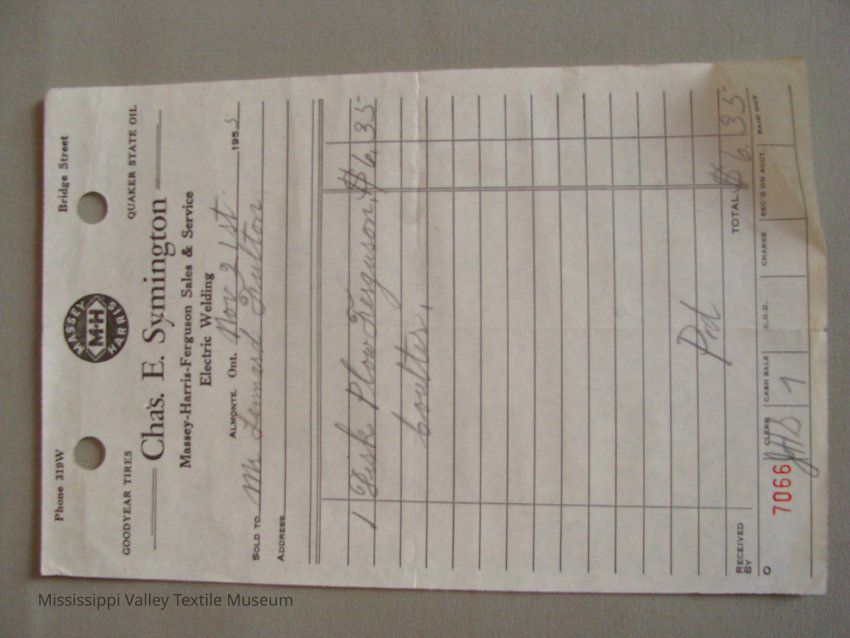 Phone 319W MASSEY M-H HARRIS Bridge Street
GOODYEAR TIRES QUAKER STATE OIL
Chas. E. Symington
Massey-Harris-Ferguson Sales & Service
Electric Welding
ALMONTE, Ont. Nov 21st 1955
SOLD TO Mr Lennard Fulton
ADDRESS
1 Disk Plow Ferguson, $6.35
coulter,
Pd
RECEIVED BY TOTAL $6.35
CLERK CASH SALE C.O.D. CHARGE REC'D ON ACCT. PAID OUT
7066
Mississippi Valley Textile Museum